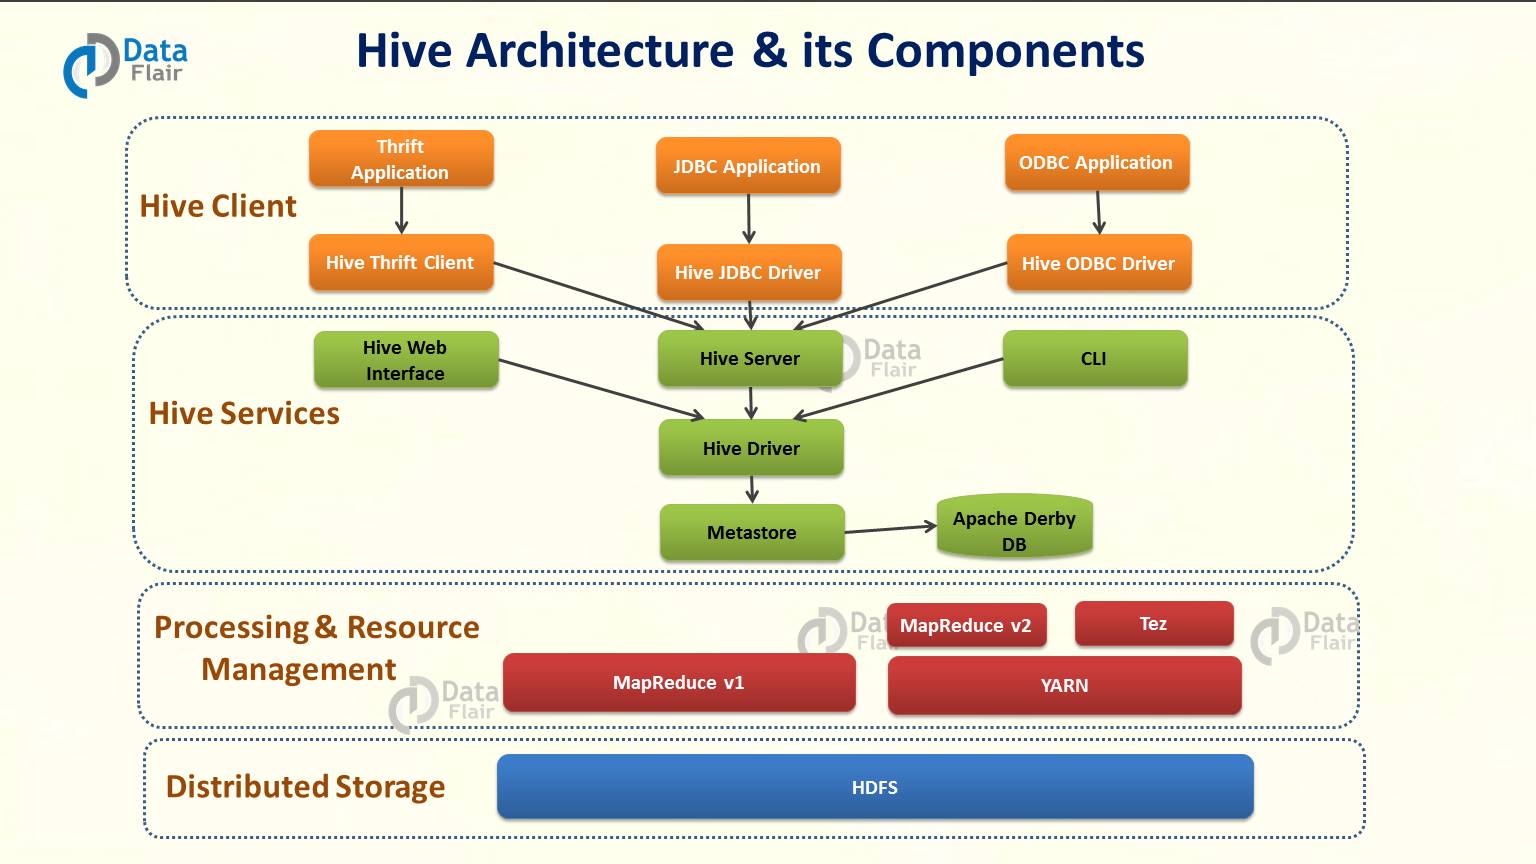 Data
Flair
Hive Architecture & its Components
Thrift
Application
JDBC Application
ODBC Application
Hive Client
Hive Thrift Client
Hive JDBC Driver
Hive ODBC Driver
Hive Web
Interface
Hive Server
Data
Flair
CLI
Hive Services
Hive Driver
Metastore
Apache Derby
DB
Processing & Resource
Management
Data
Flair
MapReduce v2
Tez
Data
Flair
MapReduce v1
YARN
Data
Flair
Distributed Storage
HDFS